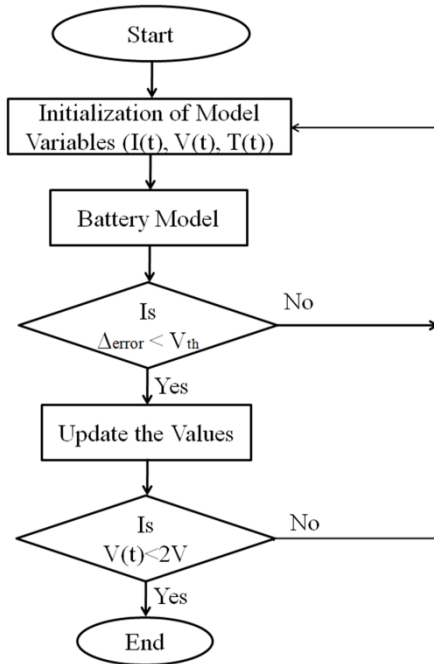 Start
Initialization of Model
Variables (I(t), V(t), T(t))
Battery Model
Is
Δerror < Vth
No
Yes
Update the Values
Is
V(t)<2V
No
Yes
End